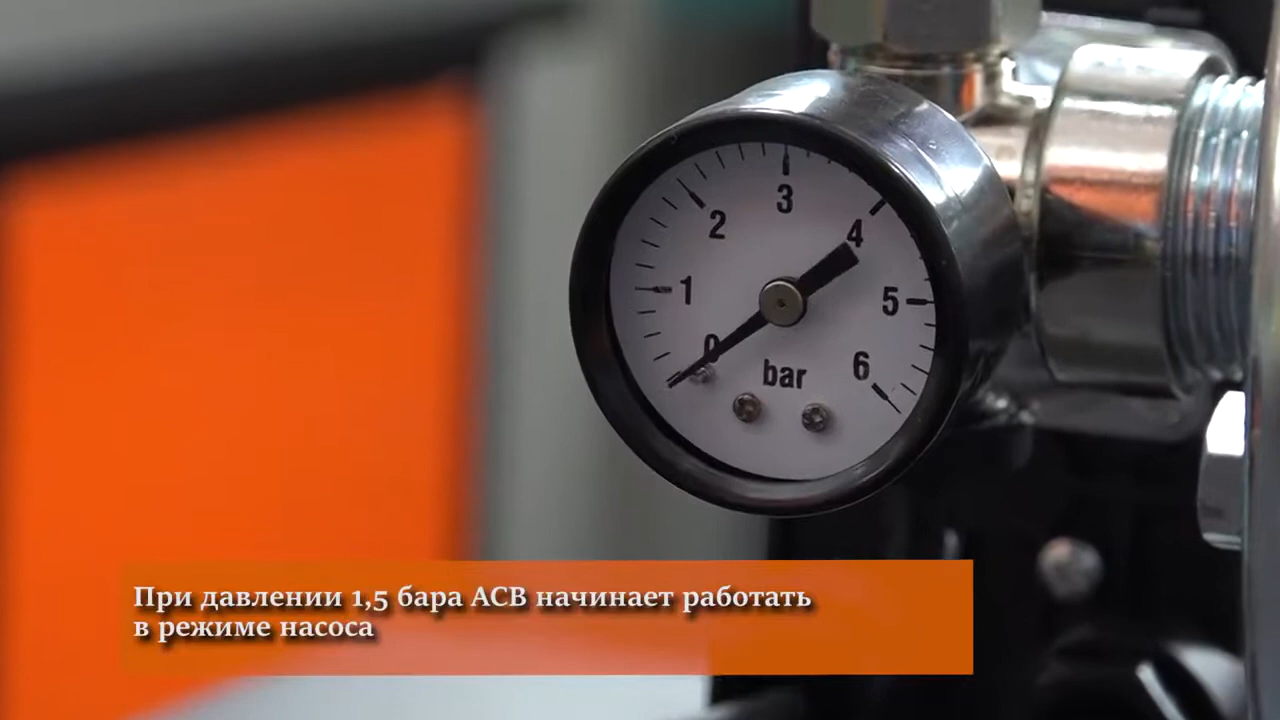 3
2
4
1
5
0
6
bar
При давлении 1,5 бара АСВ начинает работать
в режиме насоса